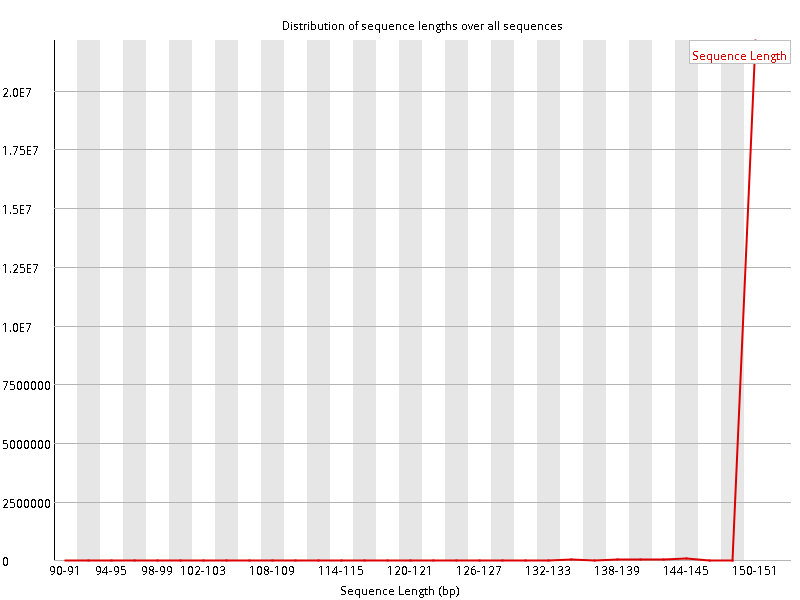 Distribution of sequence lengths over all sequences
Sequence Length
2.0E7
1.75E7
1.5E7
1.25E7
1.0E7
7500000
5000000
2500000
0
90-91 94-95 98-99 102-103 108-109 114-115 120-121 126-127 132-133 138-139 144-145 150-151
Sequence Length (bp)